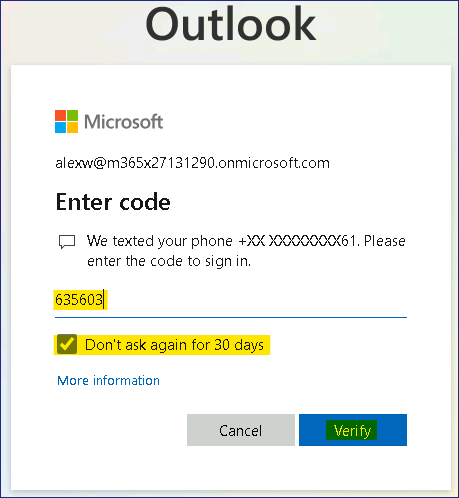 Outlook
Microsoft
alexw@m365x27131290.onmicrosoft.com
Enter code
We texted your phone +XX XXXXXXXXX61. Please
enter the code to sign in.
635603
Don't ask again for 30 days
More information
Cancel
Verify